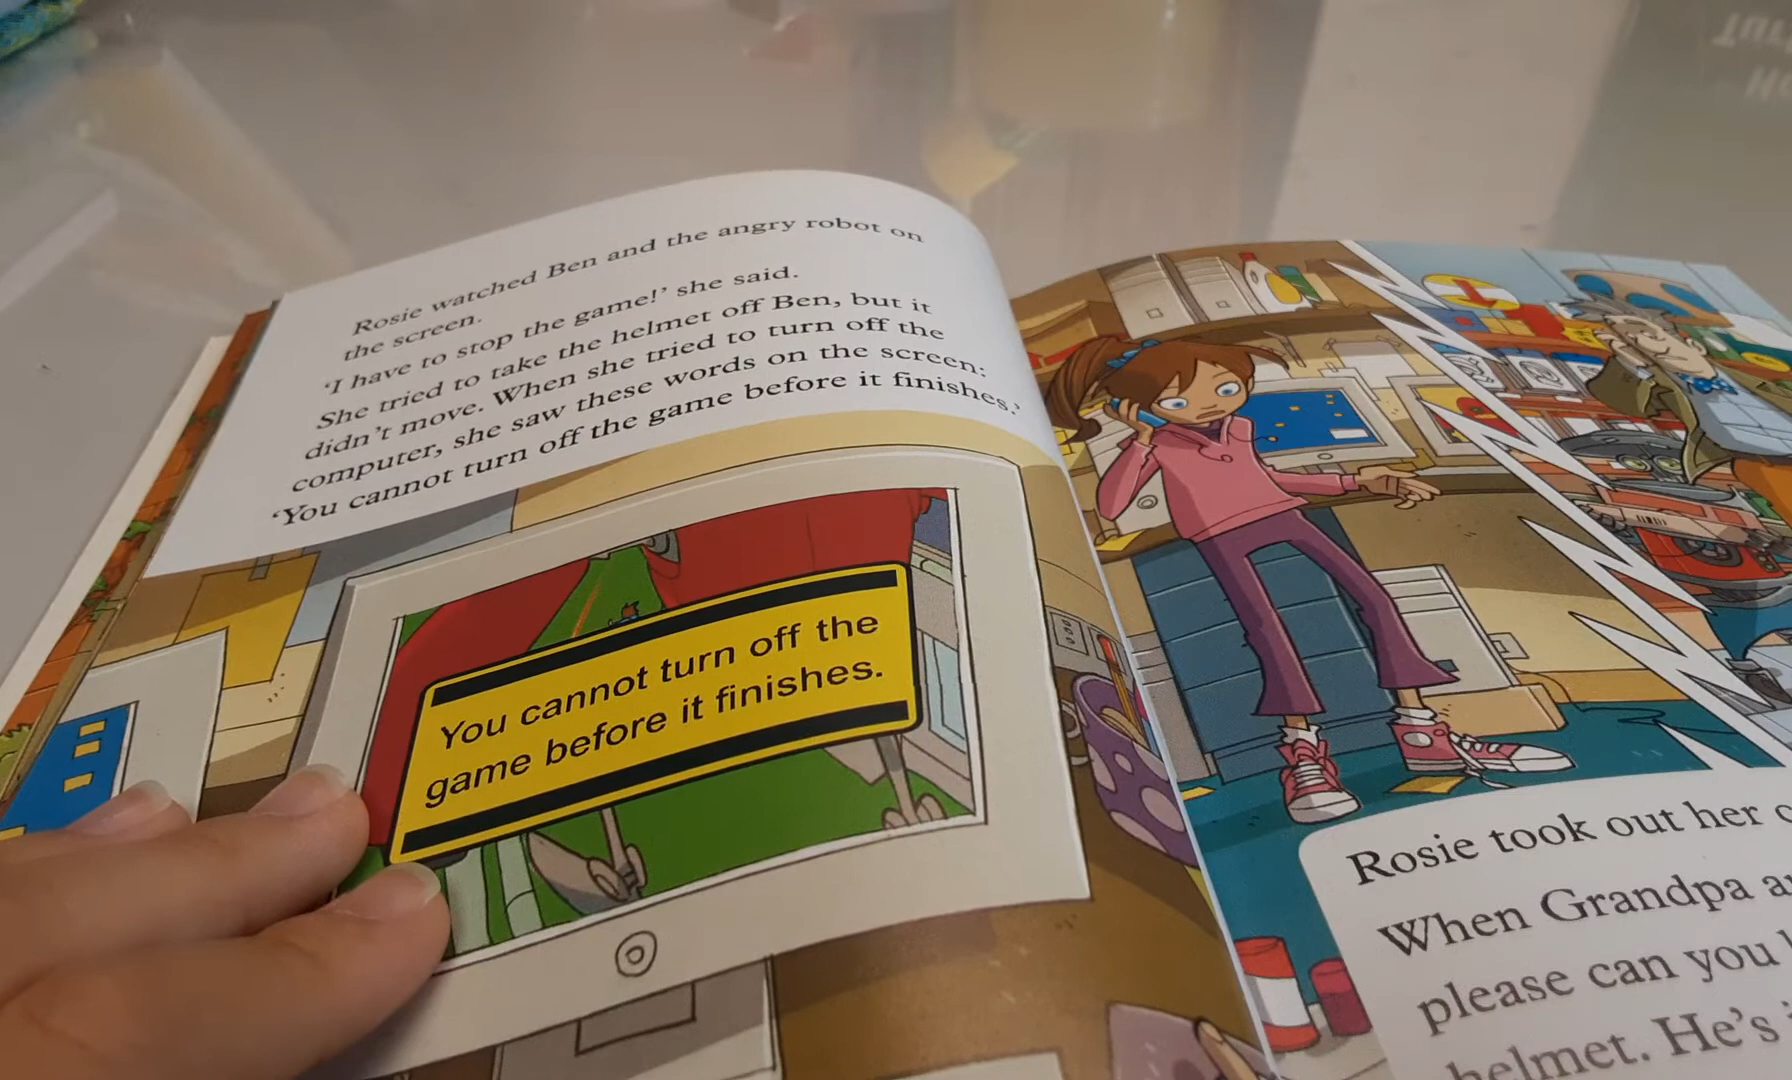 Rosie watched Ben and the angry robot on
the screen.
‘I have to stop the game!’ she said.
She tried to take the helmet off Ben, but it
didn’t move. When she tried to turn off the
computer, she saw these words on the screen:
‘You cannot turn off the game before it finishes.’
You cannot turn off the
game before it finishes.
Rosie took out her
When Grandpa
please can you
helmet. He’s